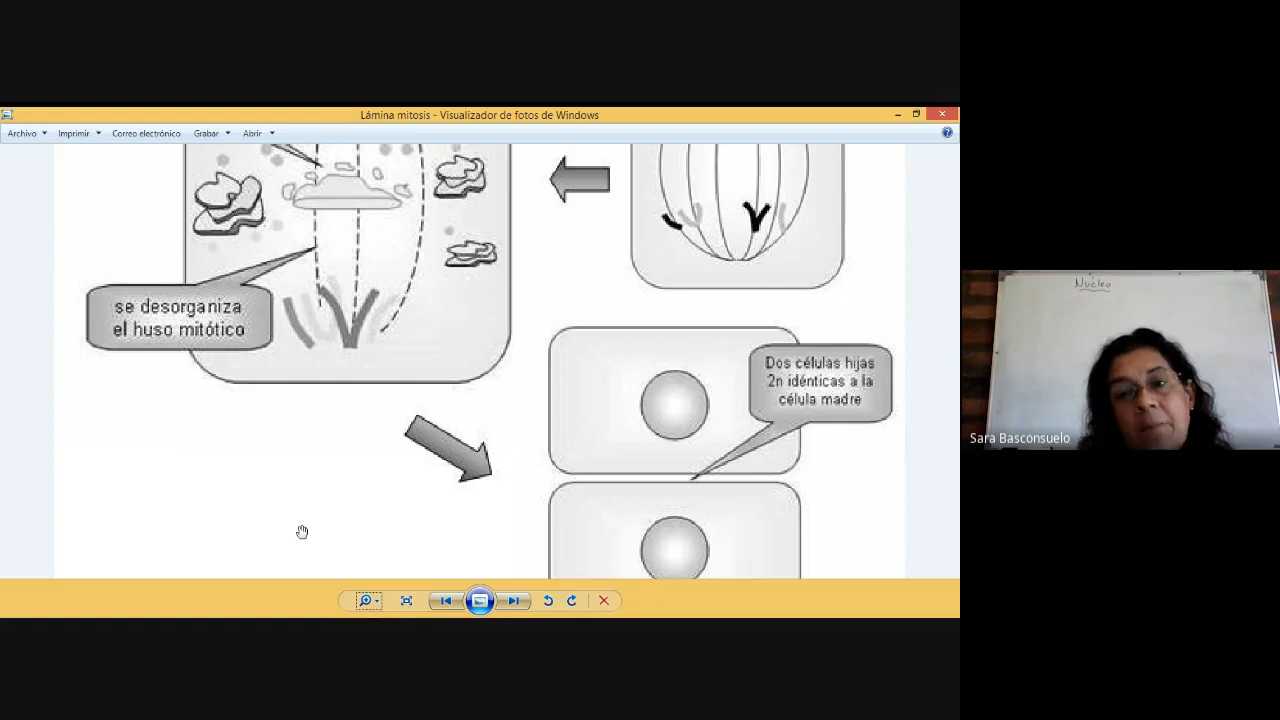 Lámina mitosis - Visualizador de fotos de Windows
Archivo Imprimir Correo electrónico Grabar Abrir
se desorganiza
el huso mitótico
Dos células hijas
2n idénticas a la
célula madre
Núcleo
Sara Basconsuelo